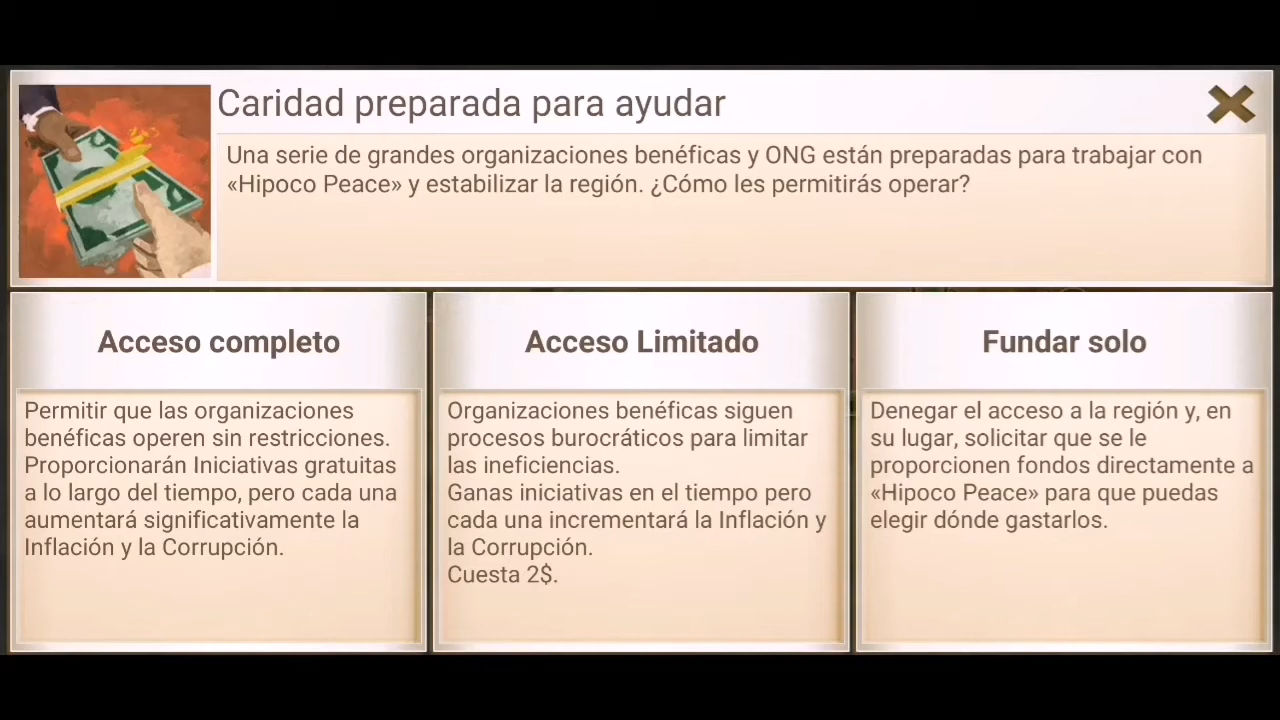 Caridad preparada para ayudar
Una serie de grandes organizaciones benéficas y ONG están preparadas para trabajar con
«Hipoco Peace» y estabilizar la región. ¿Cómo les permitirás operar?
Acceso completo
Permitir que las organizaciones
benéficas operen sin restricciones.
Proporcionarán Iniciativas gratuitas
a lo largo del tiempo, pero cada una
aumentará significativamente la
Inflación y la Corrupción.
Acceso Limitado
Organizaciones benéficas siguen
procesos burocráticos para limitar
las ineficiencias.
Ganas iniciativas en el tiempo pero
cada una incrementará la Inflación y
la Corrupción.
Cuesta 2$.
Fundar solo
Denegar el acceso a la región y, en
su lugar, solicitar que se le
proporcionen fondos directamente a
«Hipoco Peace» para que puedas
elegir dónde gastarlos.